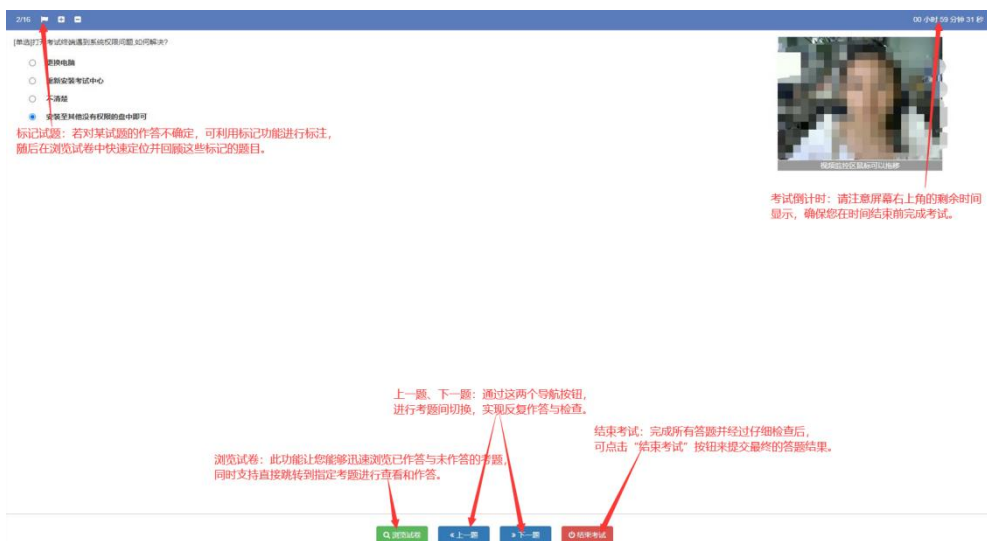 2/16
00 小时 59 分钟 31 秒
[单选]打开考试终端遇到系统权限问题,如何解决?
更换电脑
重新安装考试中心
不清楚
安装至其他没有权限的盘中即可
标记试题：若对某试题的作答不确定，可利用标记功能进行标注，
随后在浏览试卷中快速定位并回顾这些标记的题目。
视频监控区鼠标可以拖移
考试倒计时：请注意屏幕右上角的剩余时间
显示，确保您在时间结束前完成考试。
上一题、下一题：通过这两个导航按钮，
进行考题间切换，实现反复作答与检查。
结束考试：完成所有答题并经过仔细检查后，
可点击“结束考试”按钮来提交最终的答题结果。
浏览试卷：此功能让您能够迅速浏览已作答与未作答的考题，
同时支持直接跳转到指定考题进行查看和作答。
浏览试卷 «上一题 »下一题 结束考试